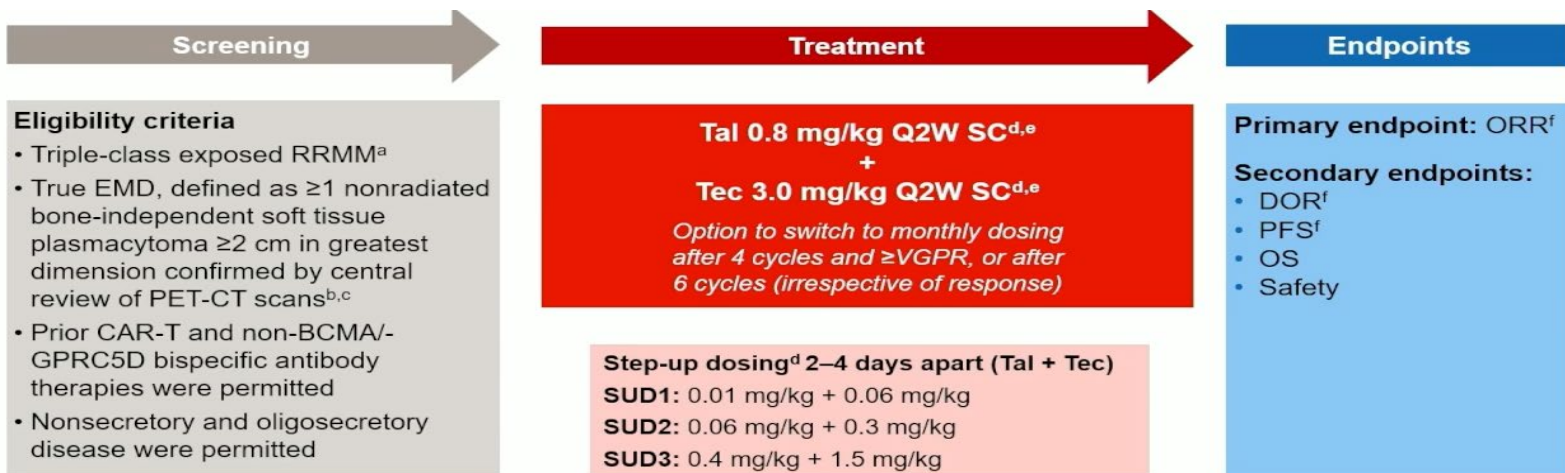 Screening
Eligibility criteria
• Triple-class exposed RRMMᵃ
• True EMD, defined as ≥1 nonradiated
bone-independent soft tissue
plasmacytoma ≥2 cm in greatest
dimension confirmed by central
review of PET-CT scansᵇ,ᶜ
• Prior CAR-T and non-BCMA/-
GPRC5D bispecific antibody
therapies were permitted
• Nonsecretory and oligosecretory
disease were permitted
Treatment
Tal 0.8 mg/kg Q2W SCᵈ,ᵉ
+
Tec 3.0 mg/kg Q2W SCᵈ,ᵉ
Option to switch to monthly dosing
after 4 cycles and ≥VGPR, or after
6 cycles (irrespective of response)
Step-up dosingᵈ 2–4 days apart (Tal + Tec)
SUD1: 0.01 mg/kg + 0.06 mg/kg
SUD2: 0.06 mg/kg + 0.3 mg/kg
SUD3: 0.4 mg/kg + 1.5 mg/kg
Endpoints
Primary endpoint: ORRᶠ
Secondary endpoints:
• DORᶠ
• PFSᶠ
• OS
• Safety